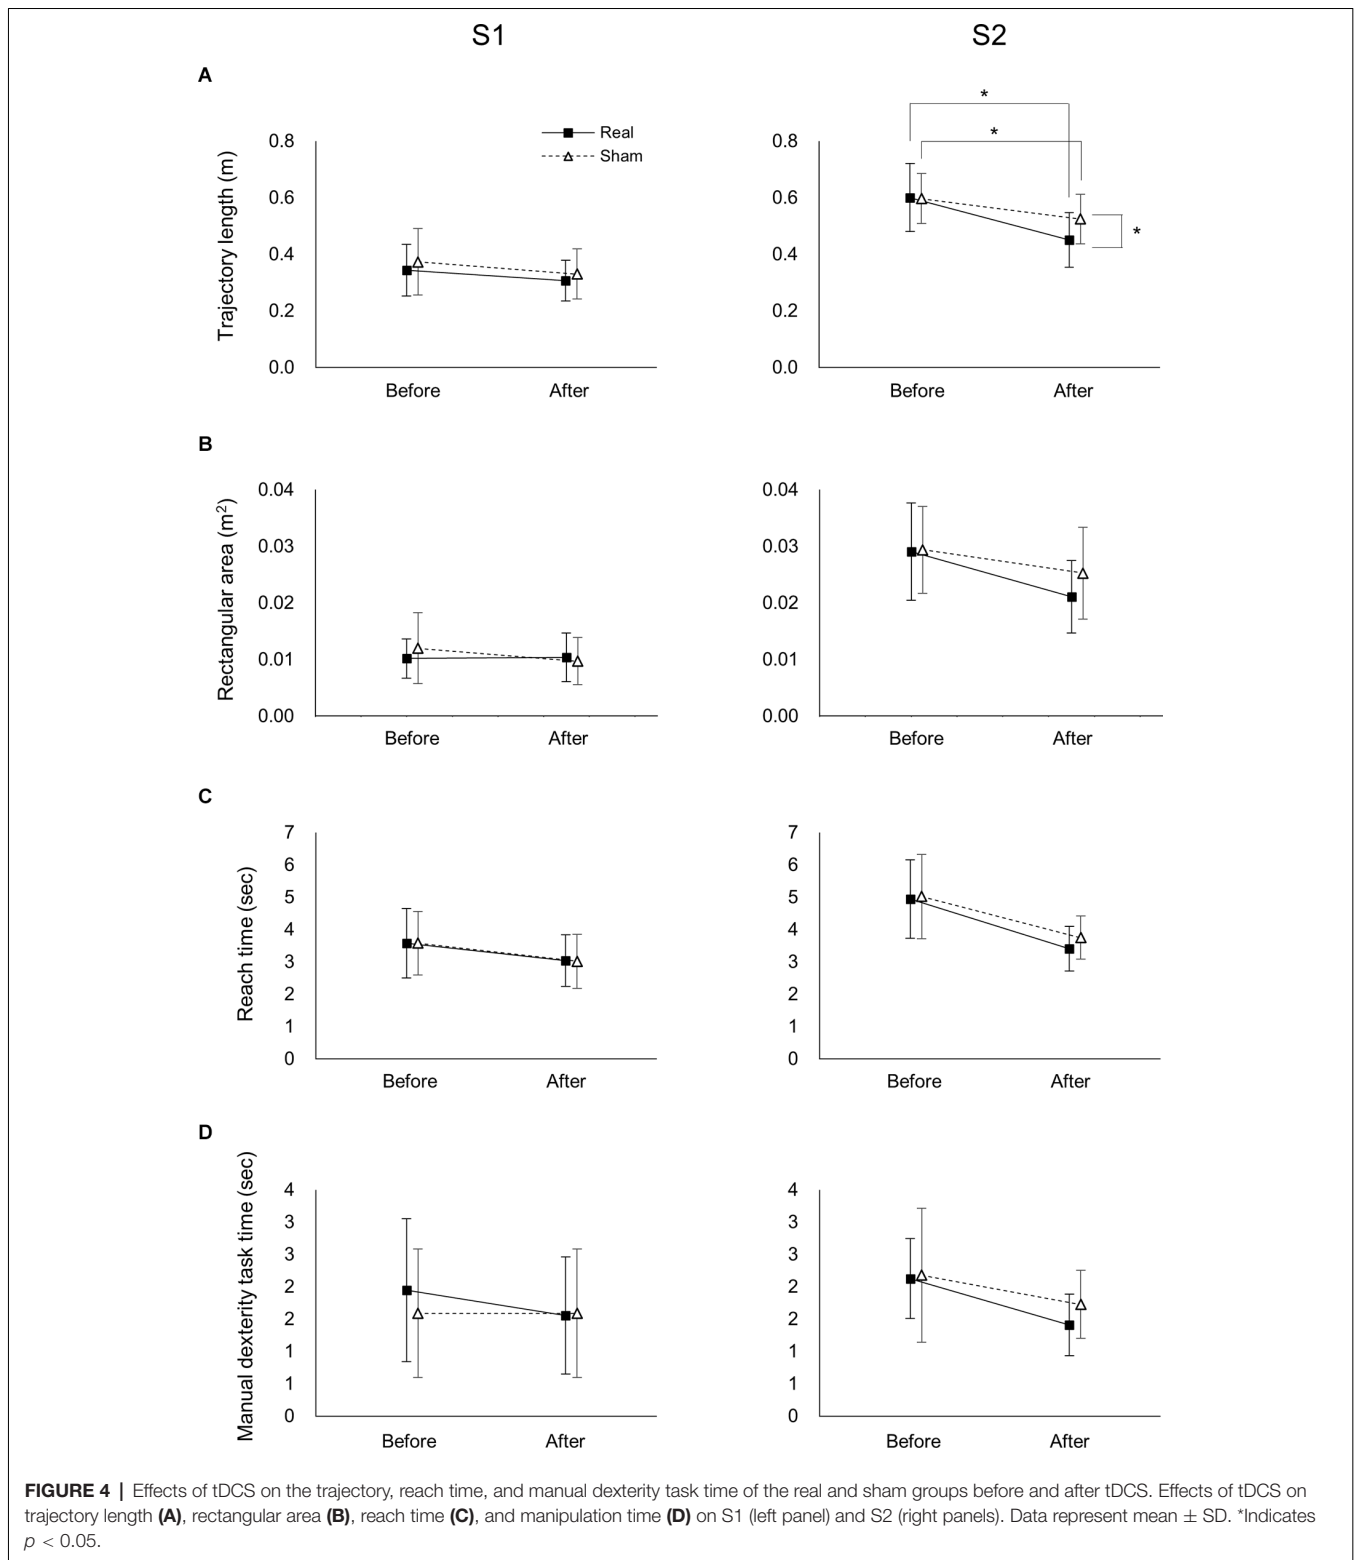 S1
S2
A
*
*
*
Real
Sham
Trajectory length (m)
0.8
0.6
0.4
0.2
0.0
Before
After
0.8
0.6
0.4
0.2
0.0
Before
After
B
Rectangular area (m²)
0.04
0.03
0.02
0.01
0.00
Before
After
0.04
0.03
0.02
0.01
0.00
Before
After
C
Reach time (sec)
7
6
5
4
3
2
1
0
Before
After
7
6
5
4
3
2
1
0
Before
After
D
Manual dexterity task time (sec)
4
3
3
2
2
1
1
0
Before
After
4
3
3
2
2
1
1
0
Before
After
FIGURE 4 | Effects of tDCS on the trajectory, reach time, and manual dexterity task time of the real and sham groups before and after tDCS. Effects of tDCS on
trajectory length (A), rectangular area (B), reach time (C), and manipulation time (D) on S1 (left panel) and S2 (right panels). Data represent mean ± SD. *Indicates
p < 0.05.